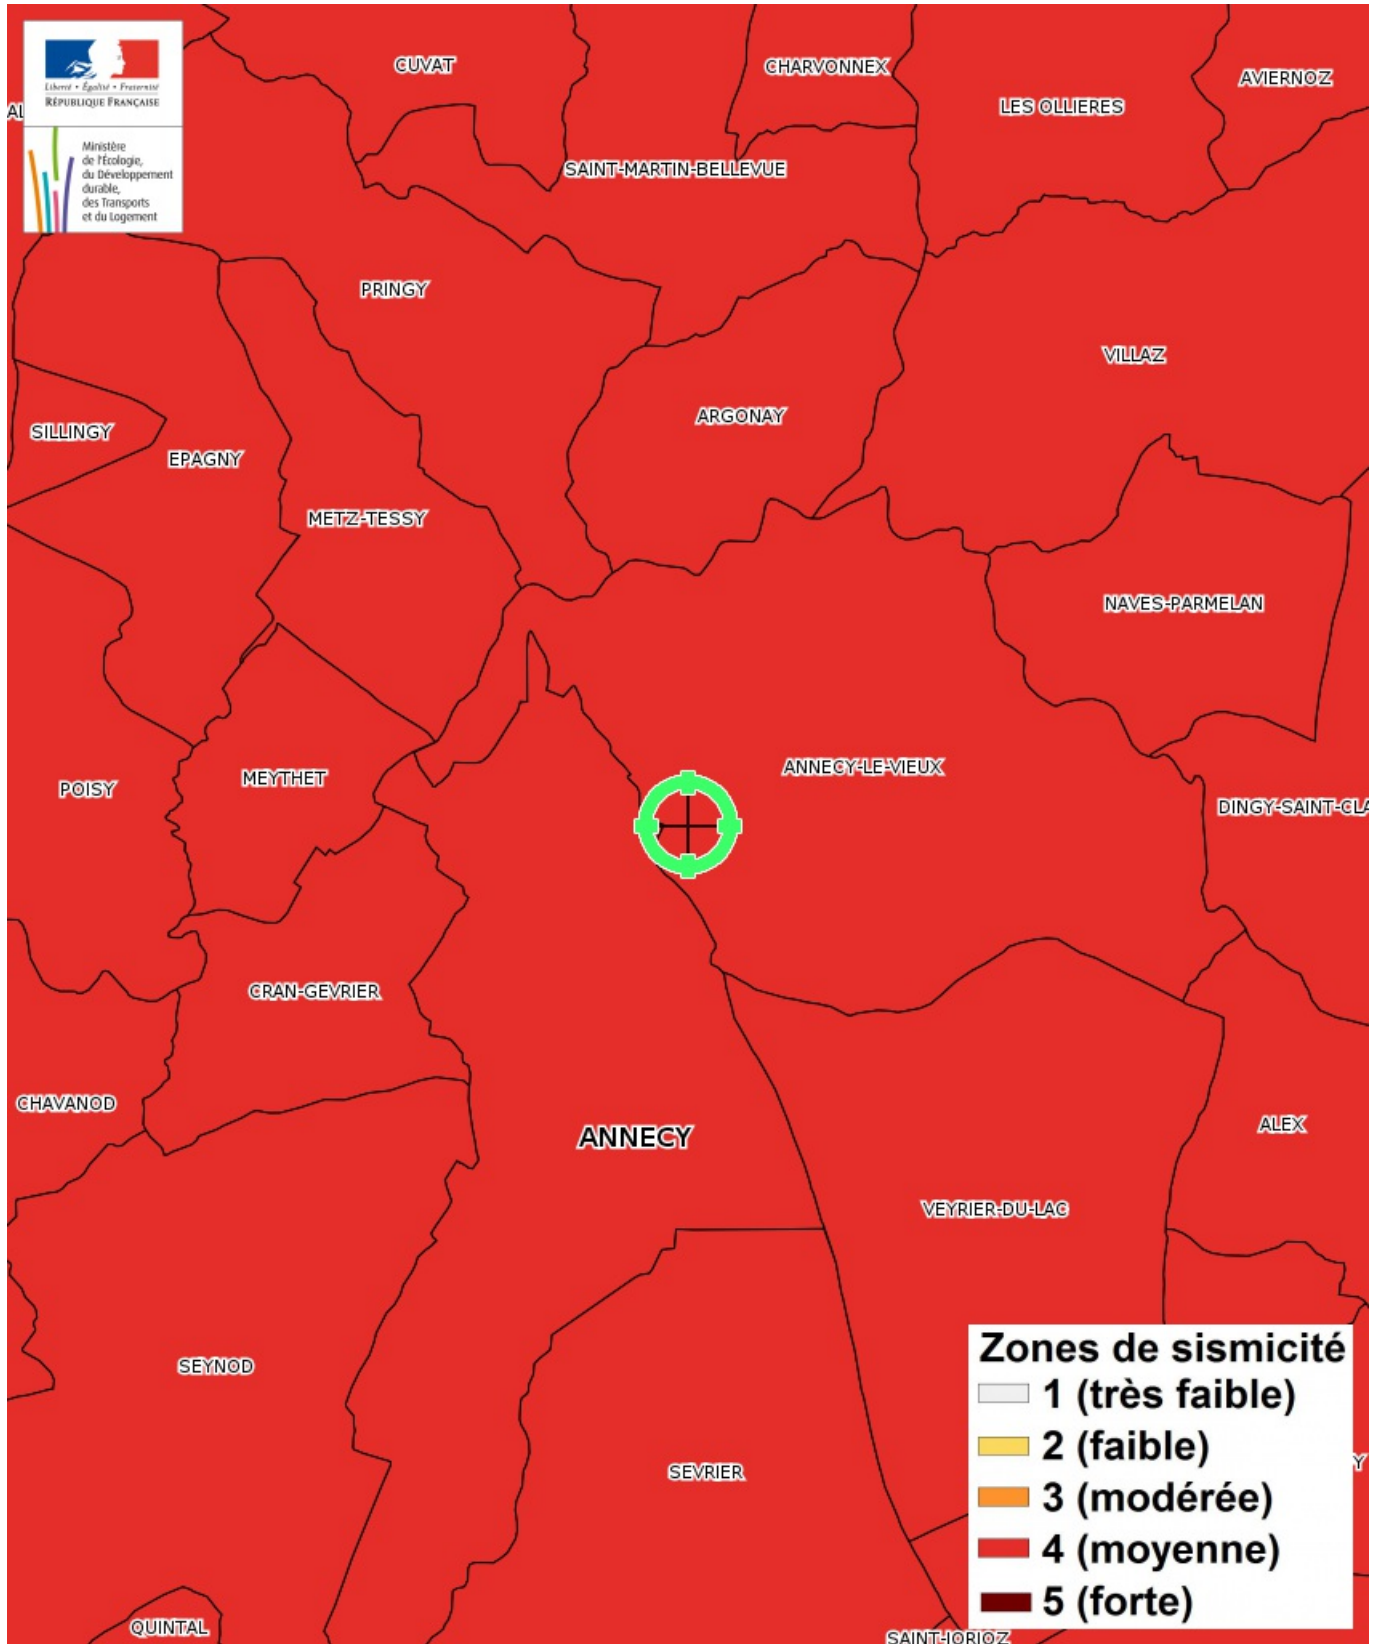 CUVAT
CHARVONNEX
AVIERNOZ
LES OLLIERES
Liberté • Égalité • Fraternité
RÉPUBLIQUE FRANÇAISE
AL
Ministère
de l'Écologie,
du Développement
durable,
des Transports
et du Logement
SAINT-MARTIN-BELLEVUE
PRINGY
VILLAZ
ARGONAY
SILLINGY
EPAGNY
METZ-TESSY
NAVES-PARMELAN
ANNECY-LE-VIEUX
MEYTHET
POISY
DINGY-SAINT-CLA
CRAN-GEVRIER
CHAVANOD
ALEX
ANNECY
VEYRIER-DU-LAC
SEYNOD
SEVRIER
Y
QUINTAL
SAINT-JORIOZ
Zones de sismicité
1 (très faible)
2 (faible)
3 (modérée)
4 (moyenne)
5 (forte)